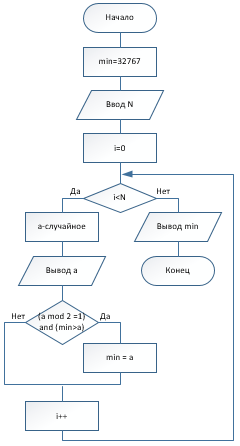 Начало
min=32767
Ввод N
i=0
Да
i<N
Нет
а-случайное
Вывод min
Вывод а
Конец
Нет
(a mod 2 =1)
and (min>a)
Да
min = a
i++